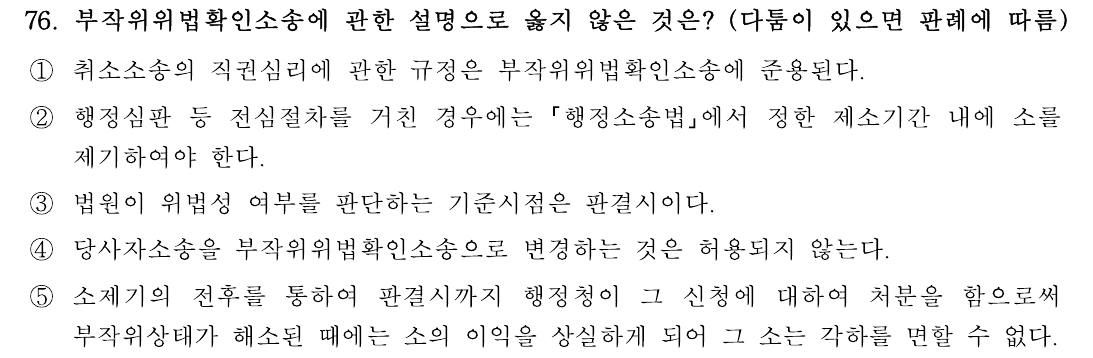 76. 부작위위법확인소송에 관한 설명으로 옳지 않은 것은? (다툼이 있으면 판례에 따름)
① 취소소송의 직권심리에 관한 규정은 부작위위법확인소송에 준용된다.
② 행정심판 등 전심절차를 거친 경우에는 「행정소송법」에서 정한 제소기간 내에 소를
제기하여야 한다.
③ 법원이 위법성 여부를 판단하는 기준시점은 판결시이다.
④ 당사자소송을 부작위위법확인소송으로 변경하는 것은 허용되지 않는다.
⑤ 소제기의 전후를 통하여 판결시까지 행정청이 그 신청에 대하여 처분을 함으로써
부작위상태가 해소된 때에는 소의 이익을 상실하게 되어 그 소는 각하를 면할 수 없다.